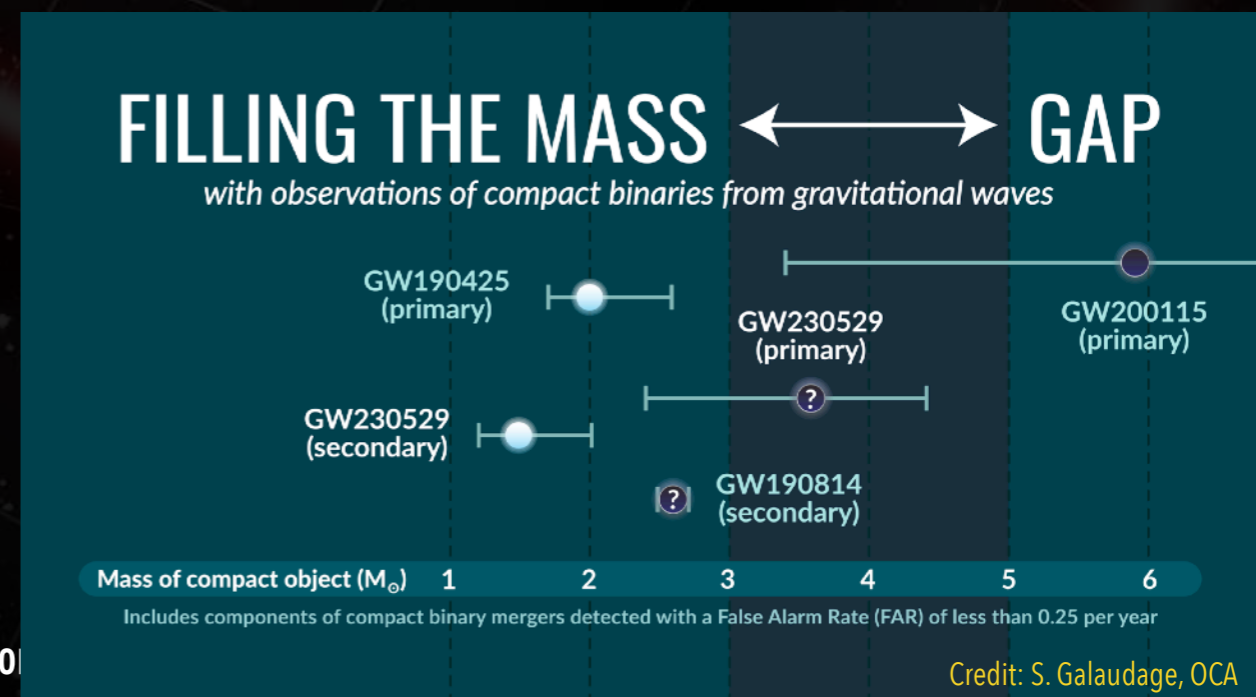 FILLING THE MASS GAP
with observations of compact binaries from gravitational waves
GW190425
(primary)
GW200115
(primary)
GW230529
(primary)
GW230529
(secondary)
?
?
GW190814
(secondary)
Mass of compact object (M☉) 1 2 3 4 5 6
Includes components of compact binary mergers detected with a False Alarm Rate (FAR) of less than 0.25 per year
Credit: S. Galaudage, OCA